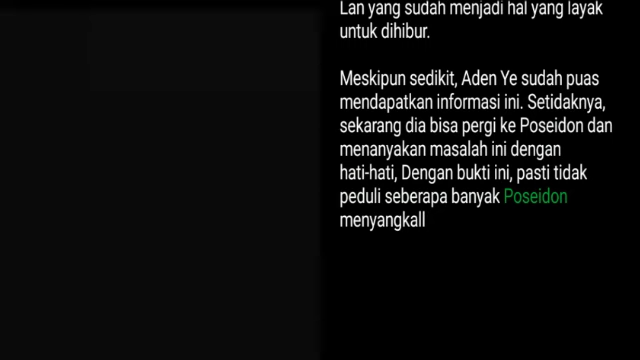 Lan yang sudah menjadi hal yang layak
untuk dihibur.
Meskipun sedikit, Aden Ye sudah puas
mendapatkan informasi ini. Setidaknya,
sekarang dia bisa pergi ke Poseidon dan
menanyakan masalah ini dengan
hati-hati, Dengan bukti ini, pasti tidak
peduli seberapa banyak Poseidon
menyangkall